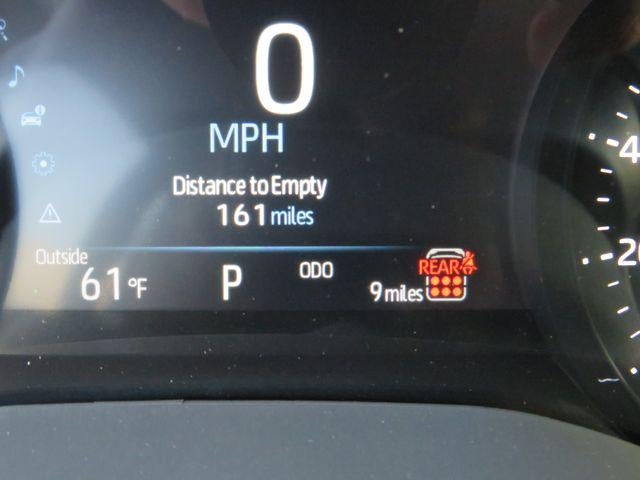 0
MPH
Distance to Empty
161 miles
Outside
61 °F
P
ODO
9 miles
REAR